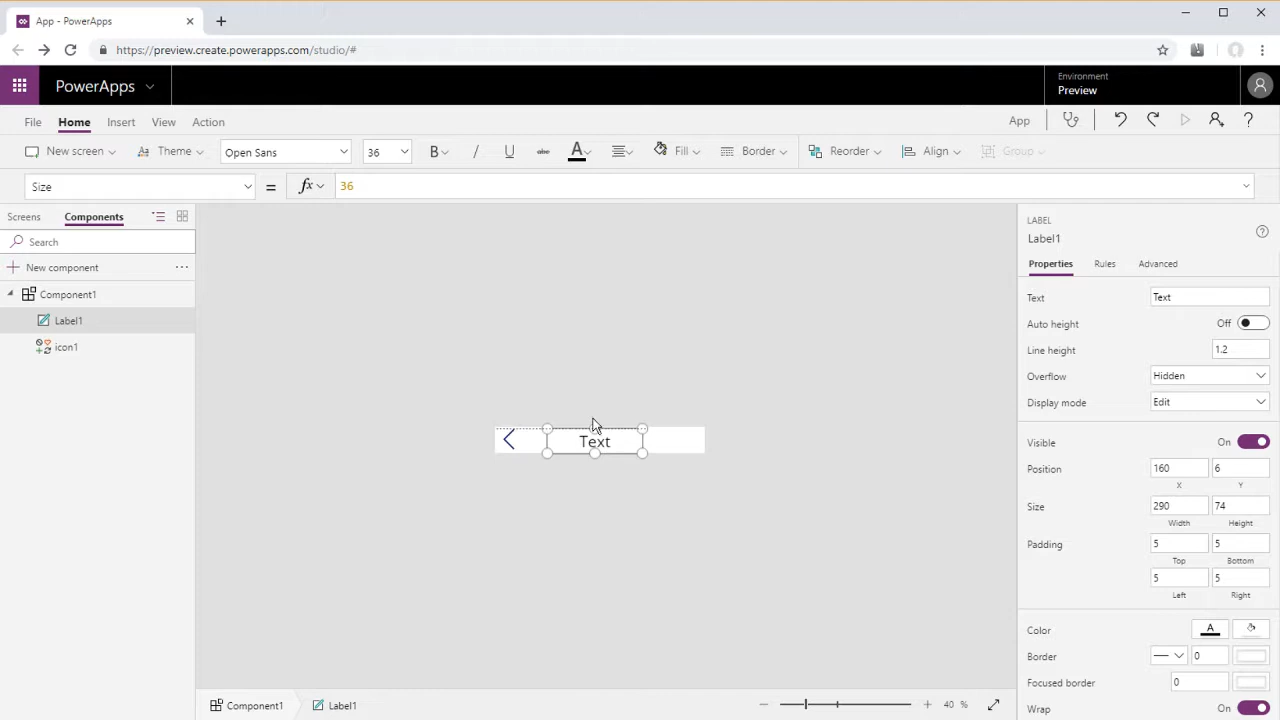 App - PowerApps
https://preview.create.powerapps.com/studio/#
PowerApps
Environment
Preview
File Home Insert View Action
App
New screen Theme Open Sans 36 B / U abc A Fill Border Reorder Align Group
Size = fx 36
Screens Components
Search
New component
Component1
Label1
icon1
Text
LABEL
Label1
Properties Rules Advanced
Text Text
Auto height Off
Line height 1.2
Overflow Hidden
Display mode Edit
Visible On
Position 160 6
X Y
Size 290 74
Width Height
Padding 5 5
Top Bottom
5 5
Left Right
Color A
Border 0
Focused border 0
Wrap On
Component1 Label1
40 %